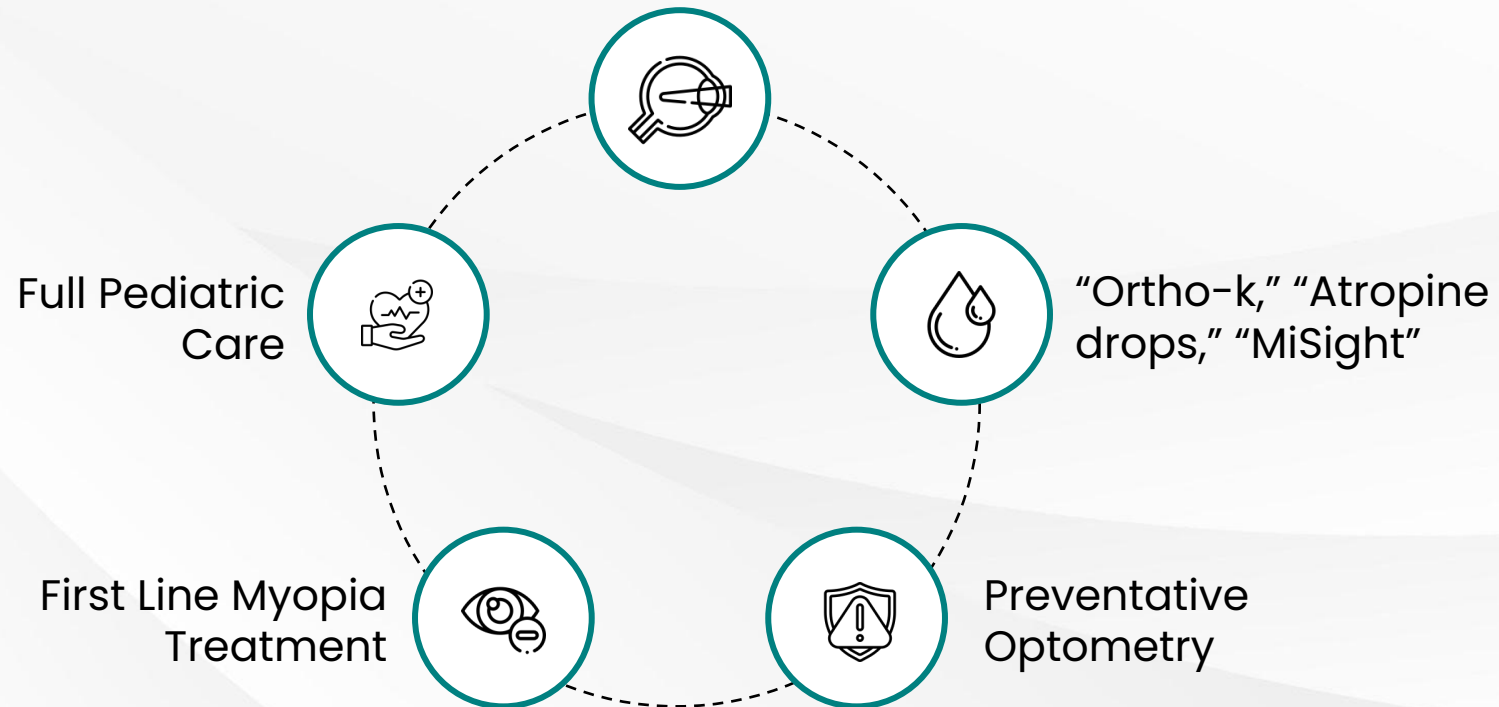 Full Pediatric
Care
“Ortho-k,” “Atropine
drops,” “MiSight”
First Line Myopia
Treatment
Preventative
Optometry